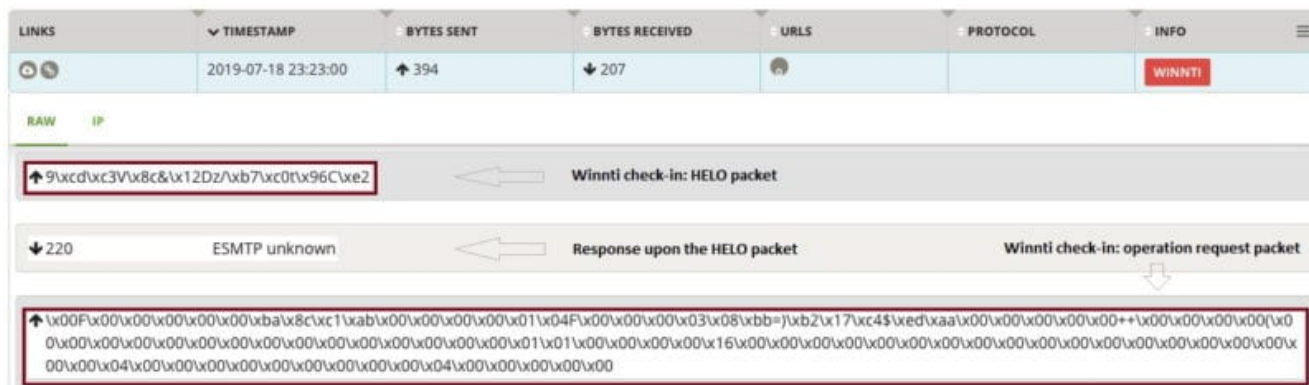 LINKS TIMESTAMP BYTES SENT BYTES RECEIVED URLS PROTOCOL INFO
2019-07-18 23:23:00 394 207 WINNTI
RAW IP
9\xcd\xc3V\x8c&\x12Dz/\xb7\xc0t\x96C\xe2 Winnti check-in: HELO packet
220 ESMTP unknown Response upon the HELO packet Winnti check-in: operation request packet
\x00F\x00\x00\x00\x00\x00\xba\x8c\xc1\xab\x00\x00\x00\x00\x01\x04F\x00\x00\x00\x03\x08\xbb=)\xb2\x17\xc4$\xed\xaa\x00\x00\x00\x00\x00++\x00\x00\x00\x00(\x0
0\x00\x00\x00\x00\x00\x00\x00\x00\x00\x00\x00\x00\x01\x01\x00\x00\x00\x00\x16\x00\x00\x00\x00\x00\x00\x00\x00\x00\x00\x00\x00\x00\x00\x00\x
00\x00\x04\x00\x00\x00\x00\x00\x00\x00\x00\x00\x04\x00\x00\x00\x00\x00